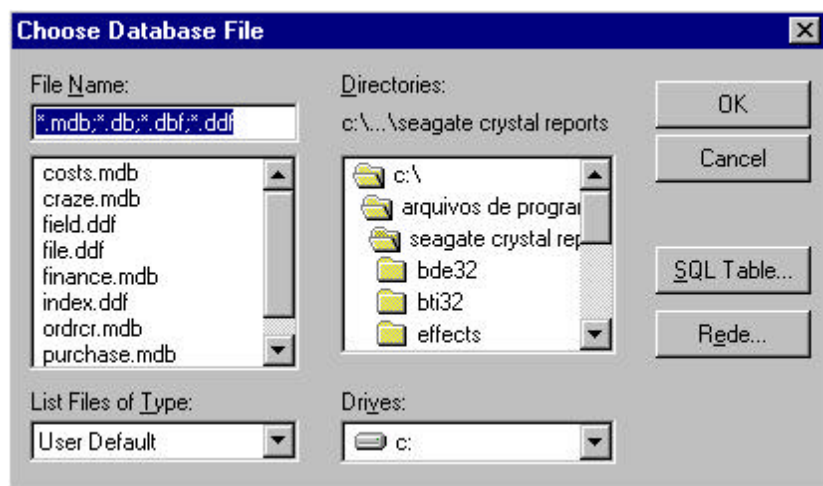 Choose Database File
File Name:
*.mdb;*.db;*.dbf;*.ddf
costs.mdb
craze.mdb
field.ddf
file.ddf
finance.mdb
index.ddf
ordrcr.mdb
purchase.mdb
List Files of Type:
User Default
Directories:
c:\...\seagate crystal reports
c:\
arquivos de prograr
seagate crystal rep
bde32
bti32
effects
Drives:
c:
OK
Cancel
SQL Table...
Rede...